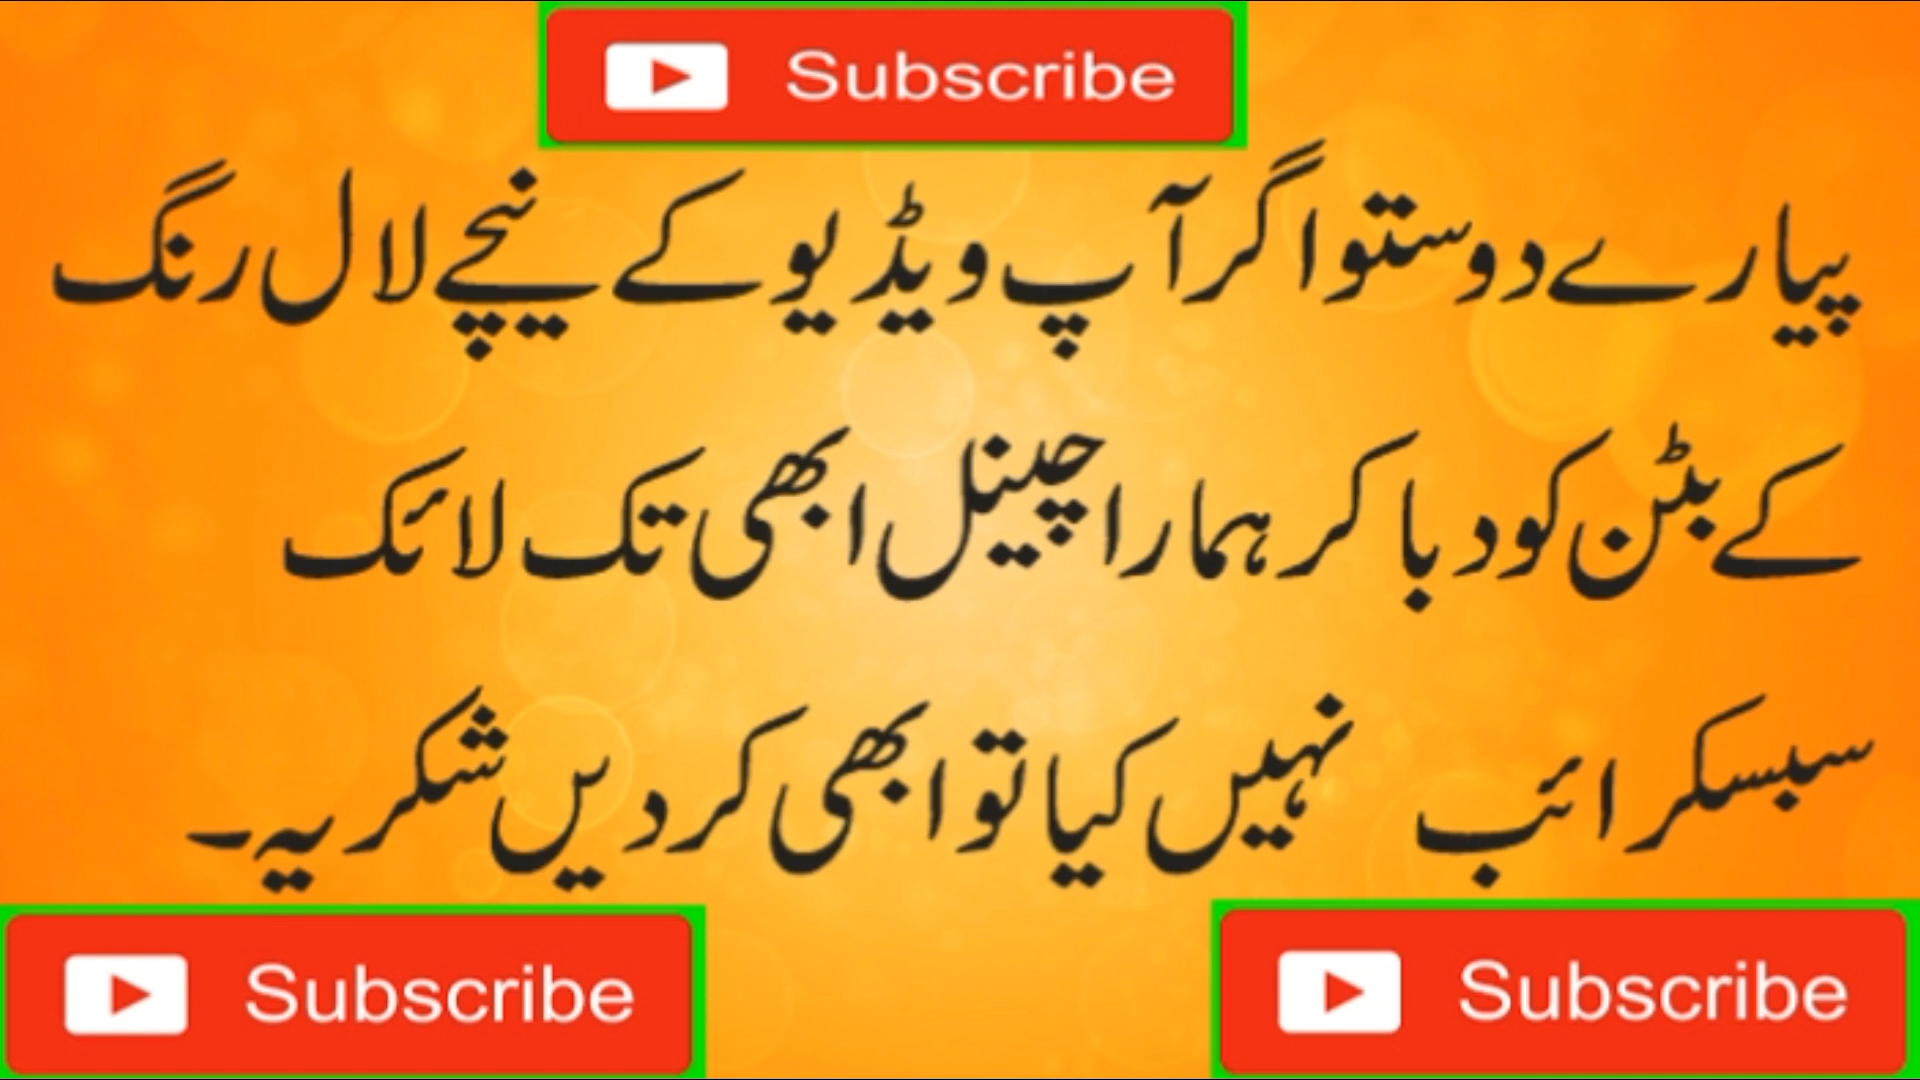 Subscribe
پیارے دوستو اگر آپ ویڈیو کے نیچے لال رنگ
کے بٹن کو دبا کر ہمارا چینل ابھی تک لائک
سبسکرائب نہیں کیا تو ابھی کر دیں شکریہ۔
Subscribe
Subscribe